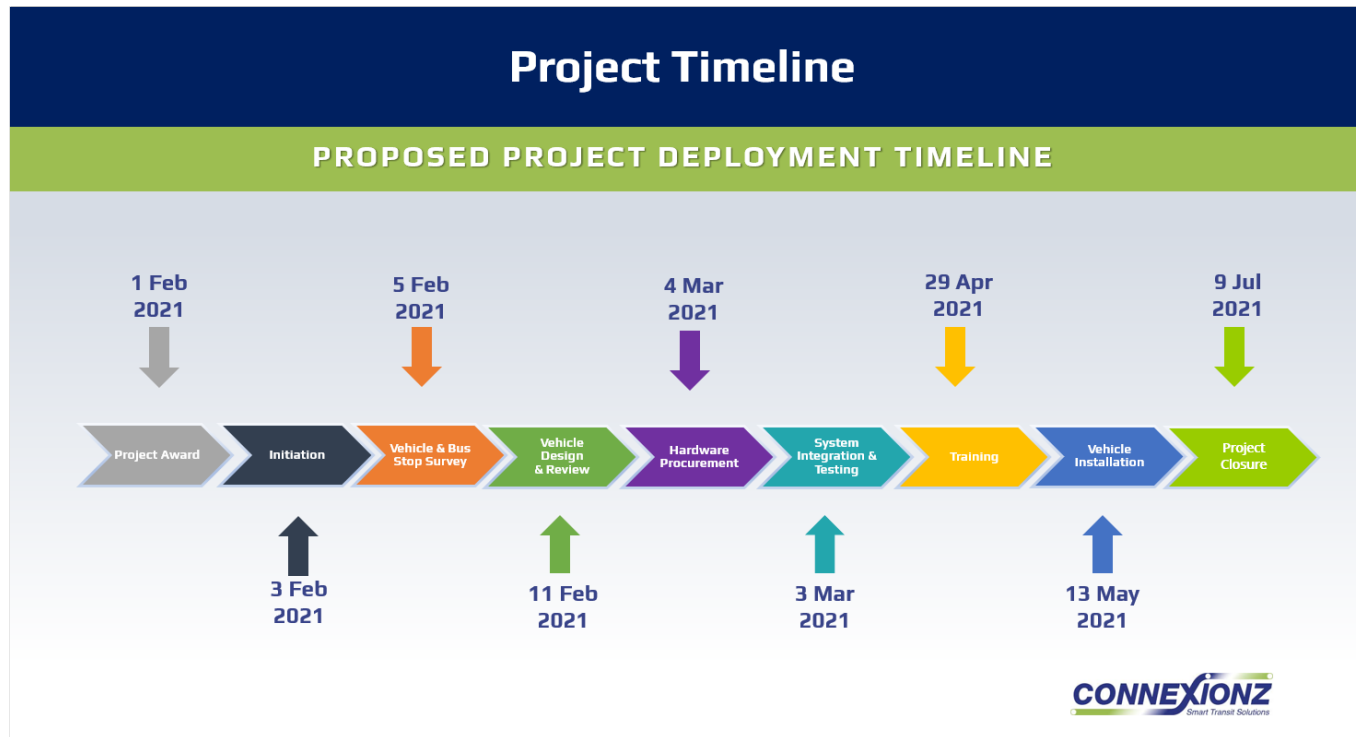 Project Timeline
PROPOSED PROJECT DEPLOYMENT TIMELINE
1 Feb
2021
5 Feb
2021
4 Mar
2021
29 Apr
2021
9 Jul
2021
Project Award
Initiation
Vehicle & Bus
Stop Survey
Vehicle
Design
& Review
Hardware
Procurement
System
Integration &
Testing
Training
Vehicle
Installation
Project
Closure
3 Feb
2021
11 Feb
2021
3 Mar
2021
13 May
2021
CONNEXIONZ
Smart Transit Solutions